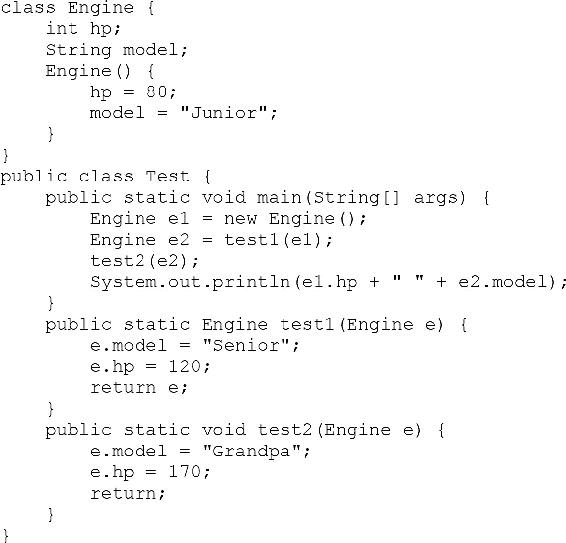 class Engine {
    int hp;
    String model;
    Engine() {
        hp = 80;
        model = "Junior";
    }
}
public class Test {
    public static void main(String[] args) {
        Engine e1 = new Engine();
        Engine e2 = test1(e1);
        test2(e2);
        System.out.println(e1.hp + " " + e2.model);
    }
    public static Engine test1(Engine e) {
        e.model = "Senior";
        e.hp = 120;
        return e;
    }
    public static void test2(Engine e) {
        e.model = "Grandpa";
        e.hp = 170;
        return;
    }
}